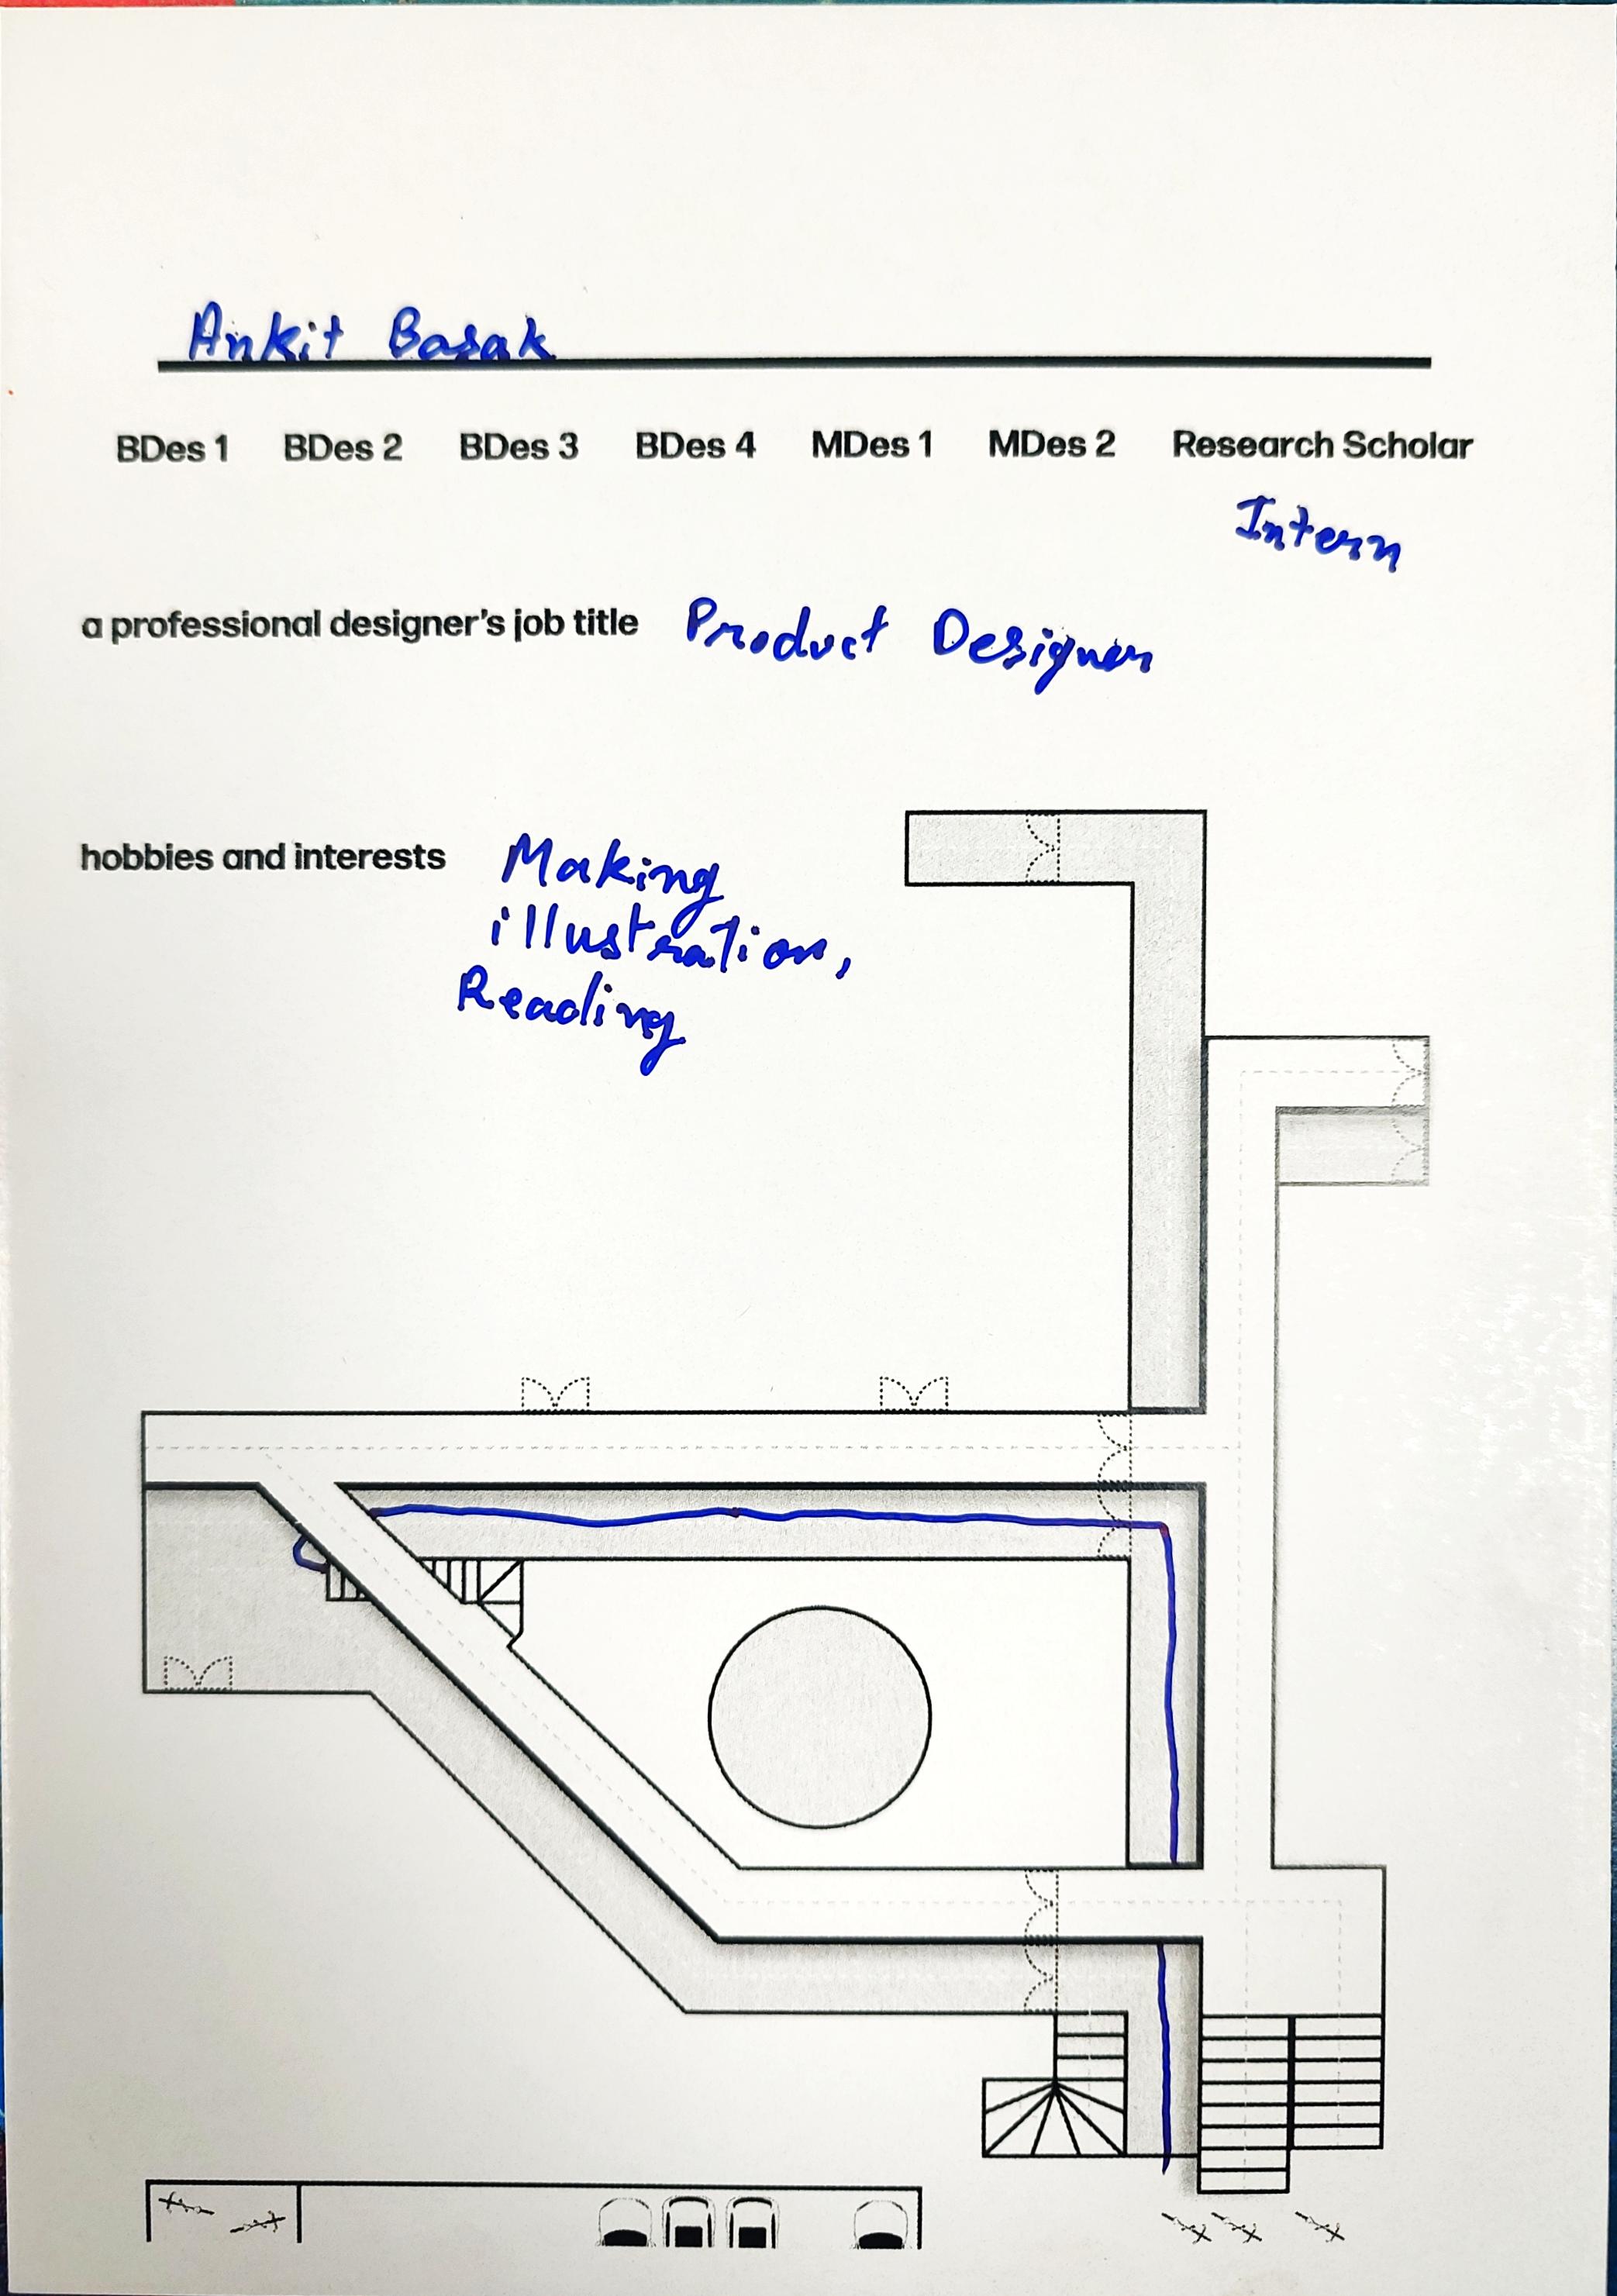 Ankit Basak
BDes 1 BDes 2 BDes 3 BDes 4 MDes 1 MDes 2 Research Scholar
Intern
a professional designer's job title Product Designer
hobbies and interests Making
illustration,
Reading